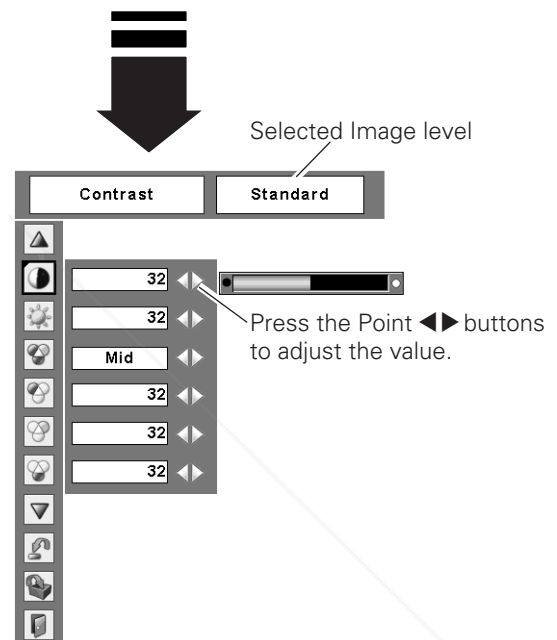 Selected Image level
Contrast
Standard
32
32
Press the Point ◀▶ buttons
to adjust the value.
Mid
32
32
32